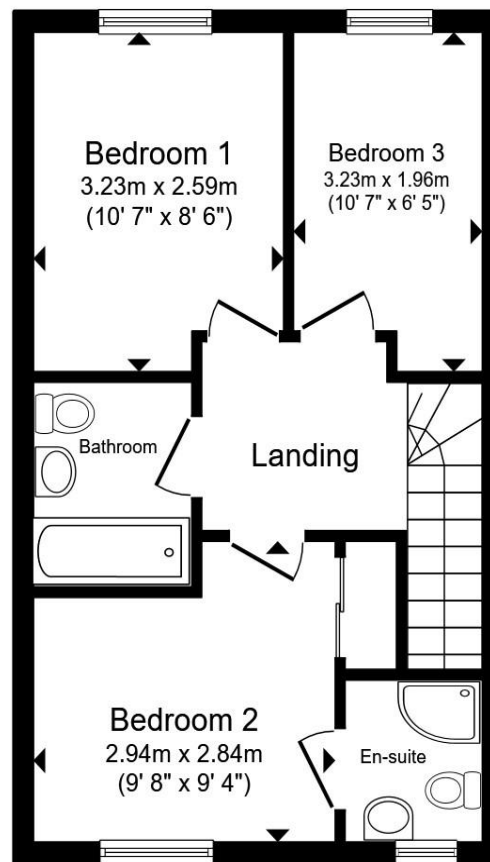 Bedroom 1
3.23m x 2.59m
(10' 7" x 8' 6")
Bedroom 3
3.23m x 1.96m
(10' 7" x 6' 5")
Bathroom
Landing
Bedroom 2
2.94m x 2.84m
(9' 8" x 9' 4")
En-suite